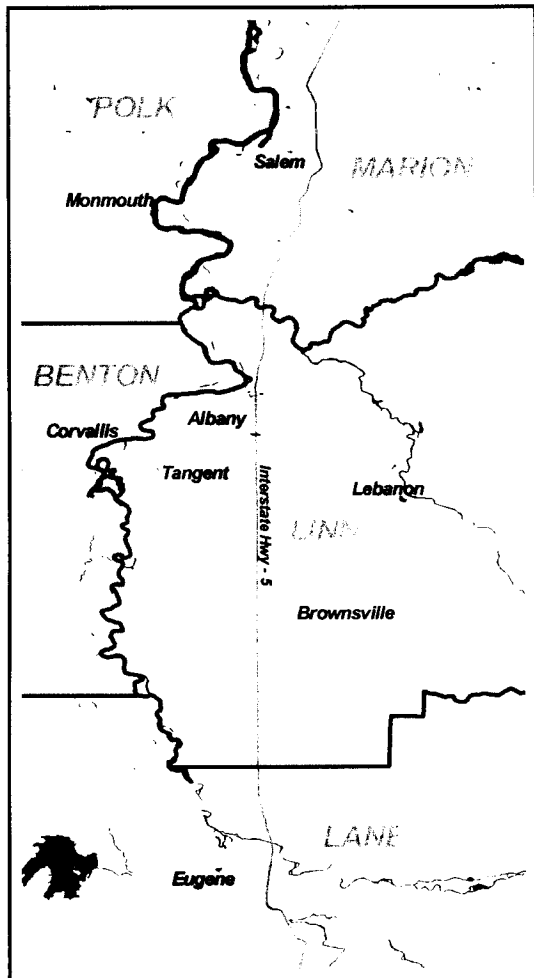 POLK
Salem
MARION
Monmouth
BENTON
Albany
Corvallis
Tangent
Interstate Hwy - 5
Lebanon
LINN
Brownsville
LANE
Eugene